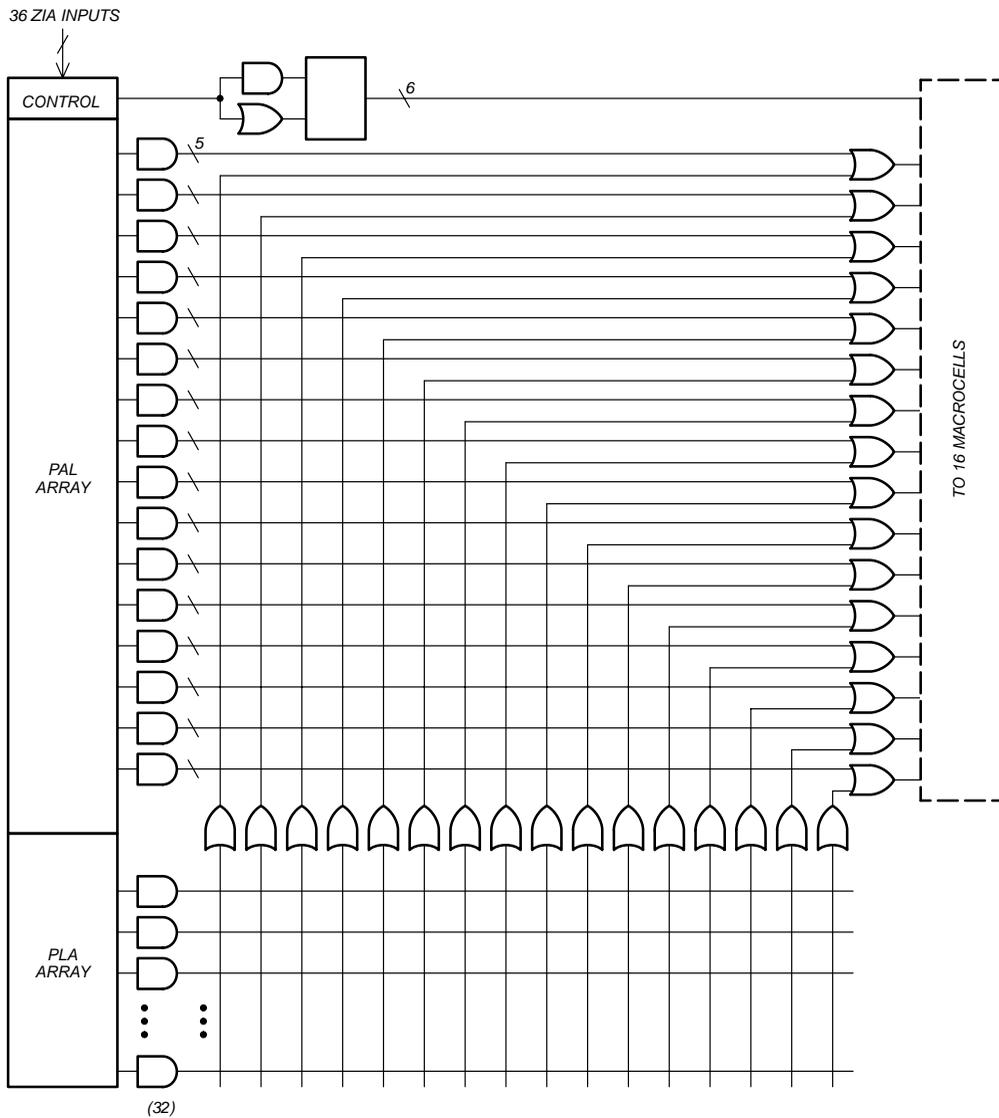 36 ZIA INPUTS
CONTROL
6
5
PAL
ARRAY
TO 16 MACROCELLS
PLA
ARRAY
(32)